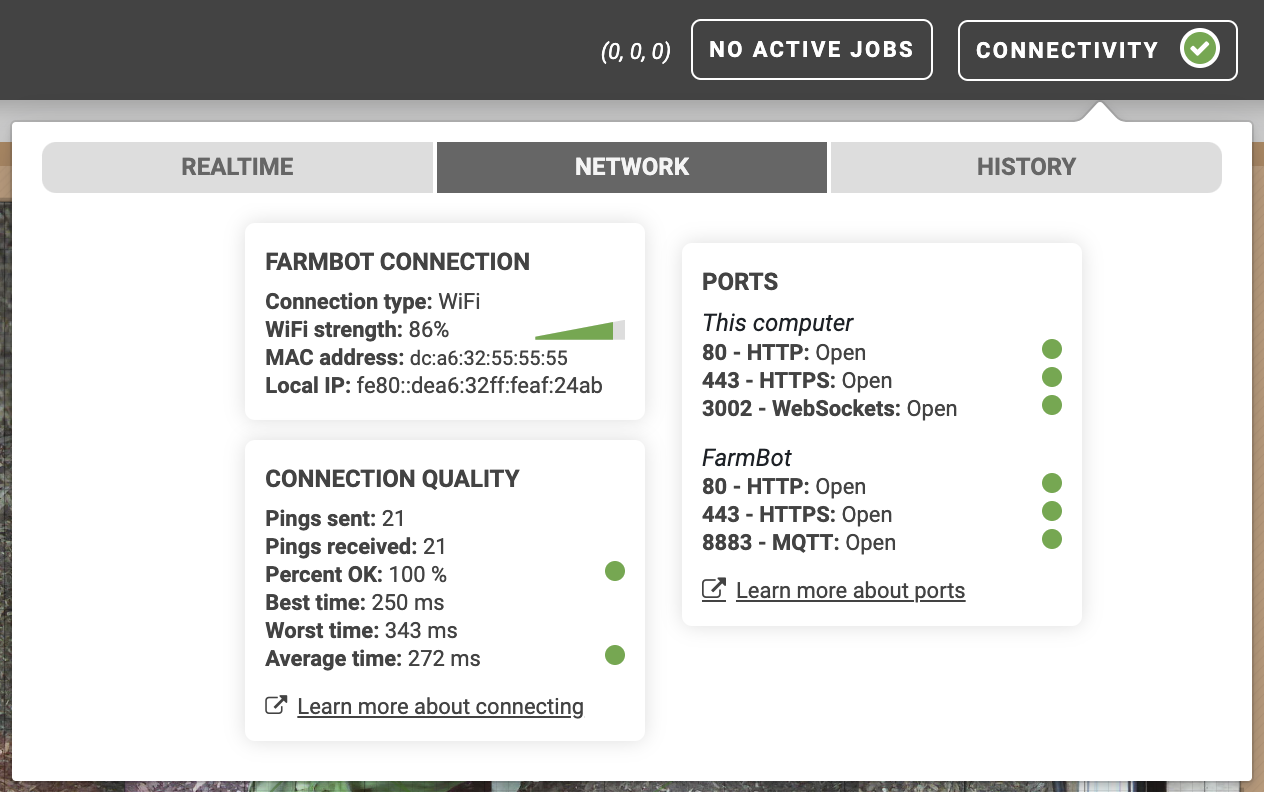 (0, 0, 0)
NO ACTIVE JOBS
CONNECTIVITY
REALTIME
NETWORK
HISTORY
FARMBOT CONNECTION
Connection type: WiFi
WiFi strength: 86%
MAC address: dc:a6:32:55:55:55
Local IP: fe80::dea6:32ff:feaf:24ab
CONNECTION QUALITY
Pings sent: 21
Pings received: 21
Percent OK: 100 %
Best time: 250 ms
Worst time: 343 ms
Average time: 272 ms
Learn more about connecting
PORTS
This computer
80 - HTTP: Open
443 - HTTPS: Open
3002 - WebSockets: Open
FarmBot
80 - HTTP: Open
443 - HTTPS: Open
8883 - MQTT: Open
Learn more about ports